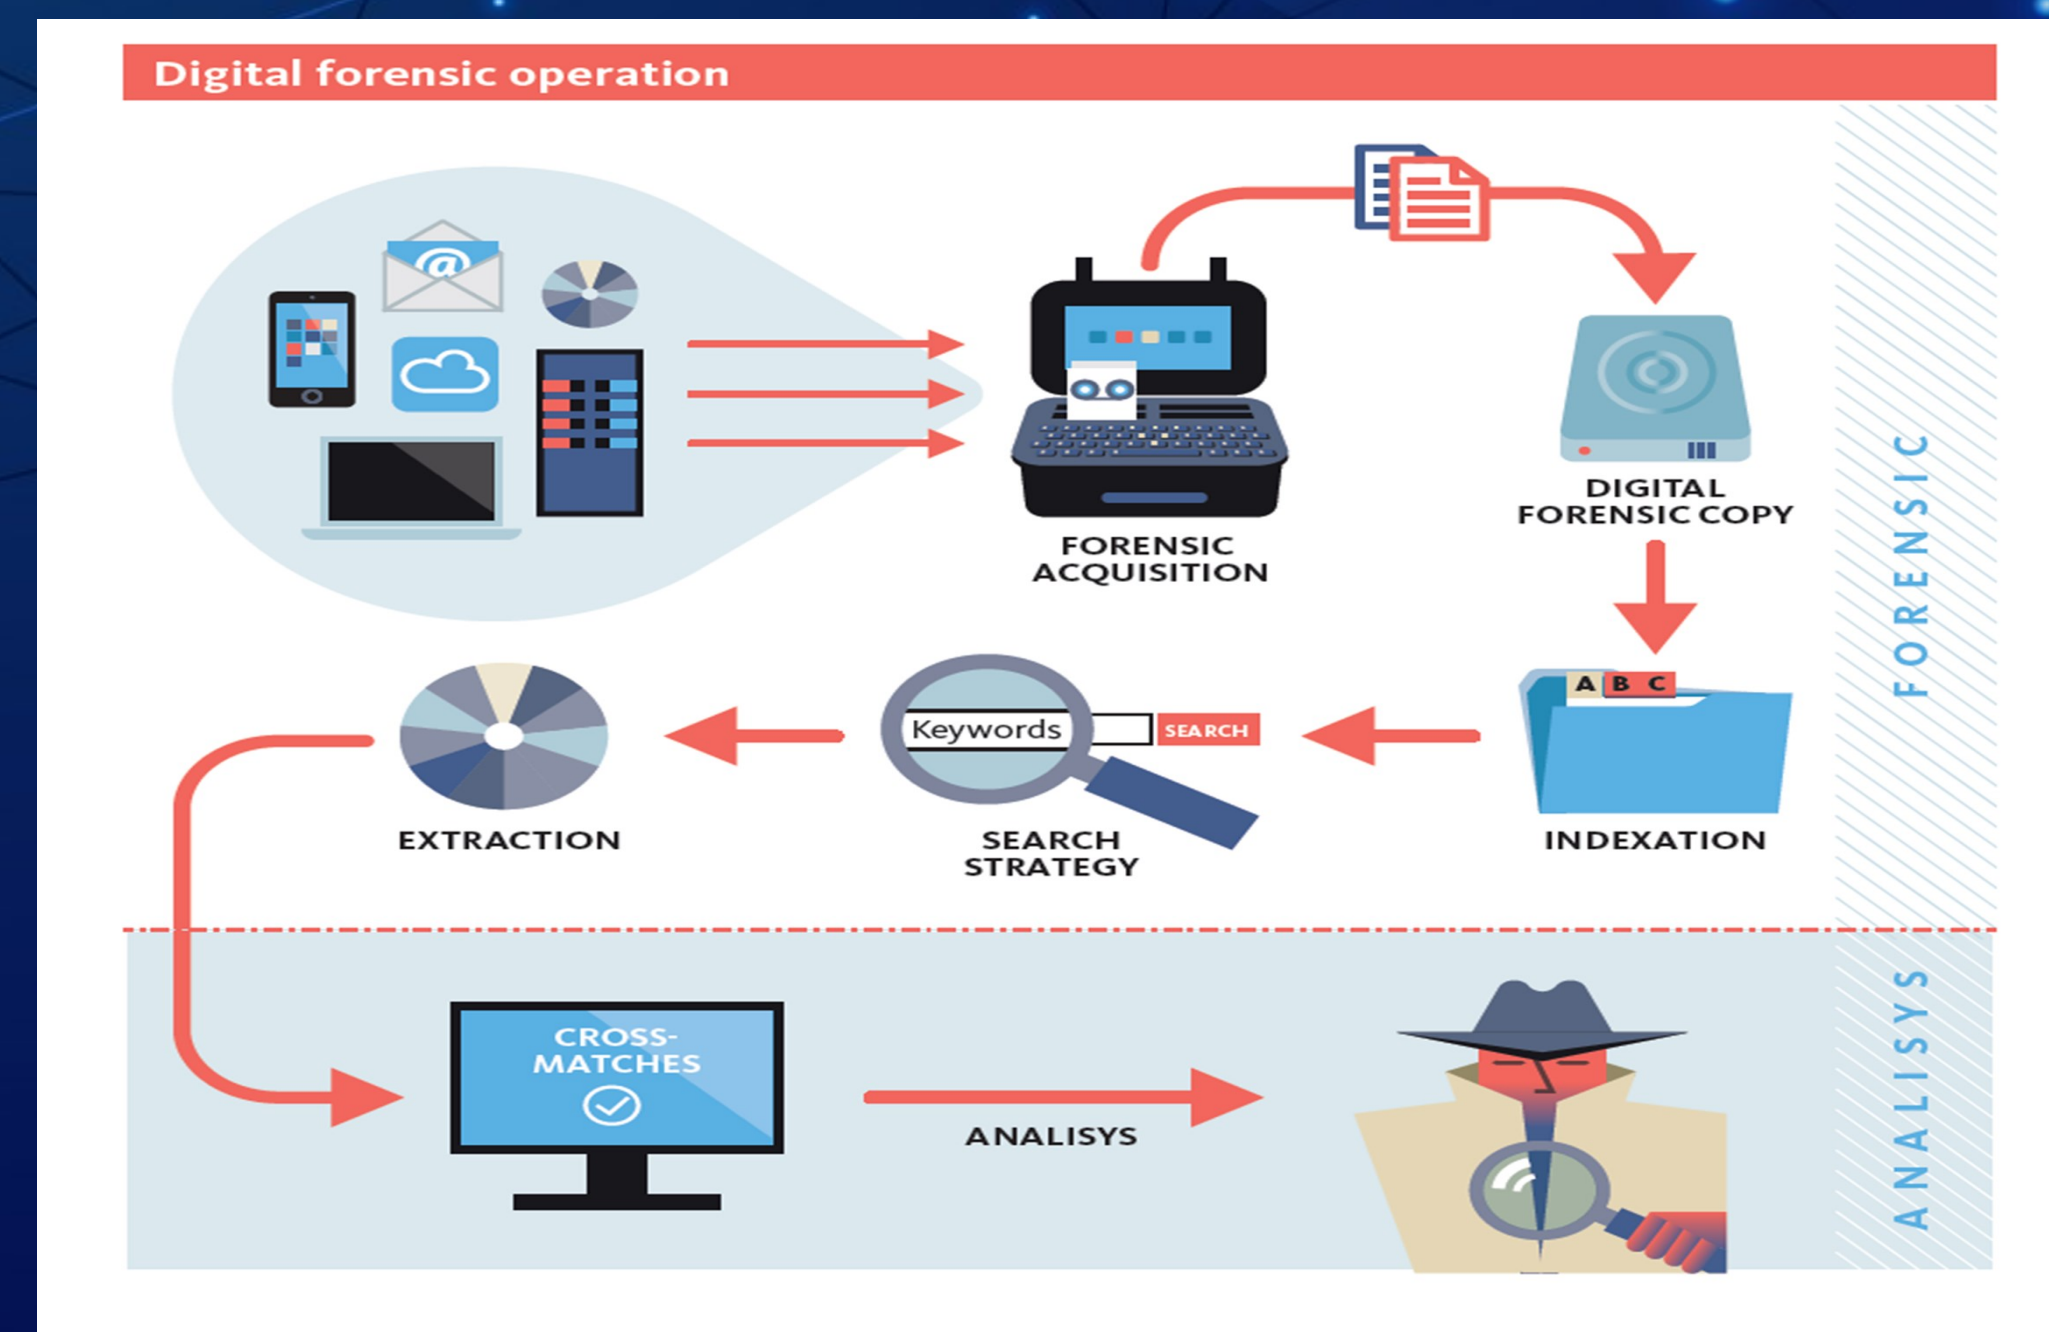 Digital forensic operation
@
FORENSIC
ACQUISITION
DIGITAL
FORENSIC COPY
A B C
INDEXATION
Keywords
SEARCH
SEARCH
STRATEGY
EXTRACTION
FORENSIC
CROSS-
MATCHES
ANALISYS
ANALISYS